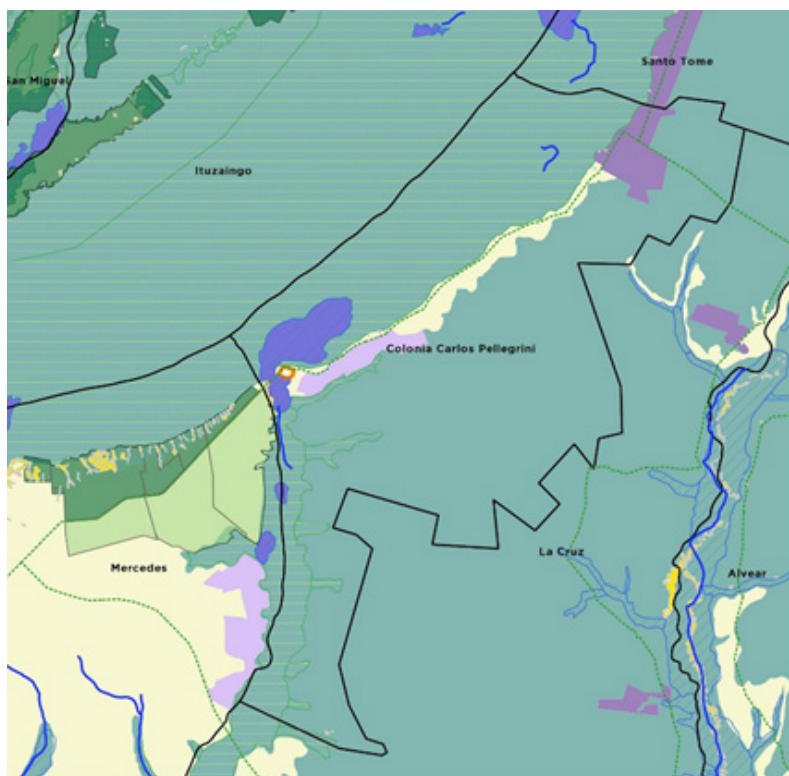 Santo Tome
San Miguel
Ituzaingo
Colonia Carlos Pellegrini
La Cruz
Mercedes
Alvear